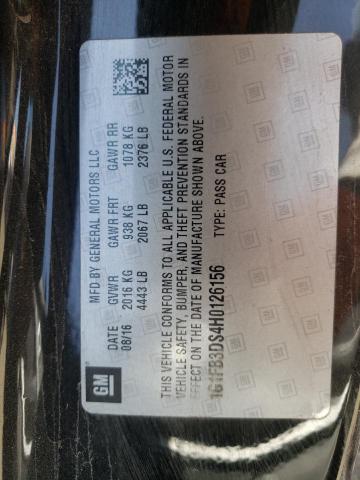 GM
MFD BY GENERAL MOTORS LLC
DATE GVWR GAWR FRT GAWR RR
08/16 2016 KG 938 KG 1078 KG
4443 LB 2067 LB 2376 LB
THIS VEHICLE CONFORMS TO ALL APPLICABLE U.S. FEDERAL MOTOR
VEHICLE SAFETY, BUMPER, AND THEFT PREVENTION STANDARDS IN
EFFECT ON THE DATE OF MANUFACTURE SHOWN ABOVE.
1G1FB3DS4H0126156 TYPE: PASS CAR